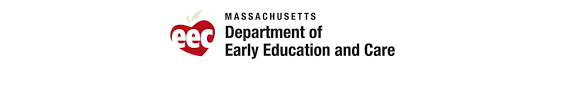 eec
MASSACHUSETTS
Department of
Early Education and Care